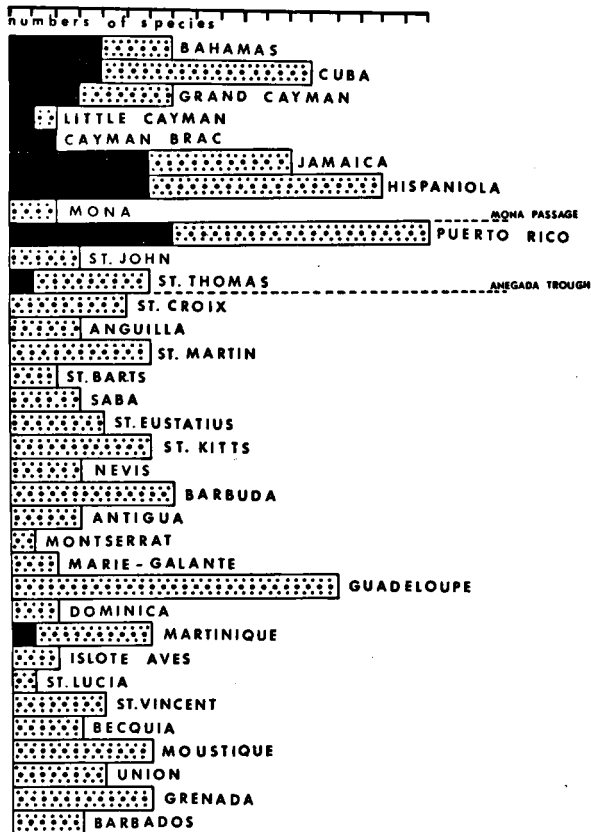 numbers of species
BAHAMAS
CUBA
GRAND CAYMAN
LITTLE CAYMAN
CAYMAN BRAC
JAMAICA
HISPANIOLA
MONA
MONA PASSAGE
PUERTO RICO
ST. JOHN
ST. THOMAS
ANEGADA TROUGH
ST. CROIX
ANGUILLA
ST. MARTIN
ST. BARTS
SABA
ST. EUSTATIUS
ST. KITTS
NEVIS
BARBUDA
ANTIGUA
MONTSERRAT
MARIE-GALANTE
GUADELOUPE
DOMINICA
MARTINIQUE
ISLOTE AVES
ST. LUCIA
ST. VINCENT
BECQUIA
MOUSTIQUE
UNION
GRENADA
BARBADOS